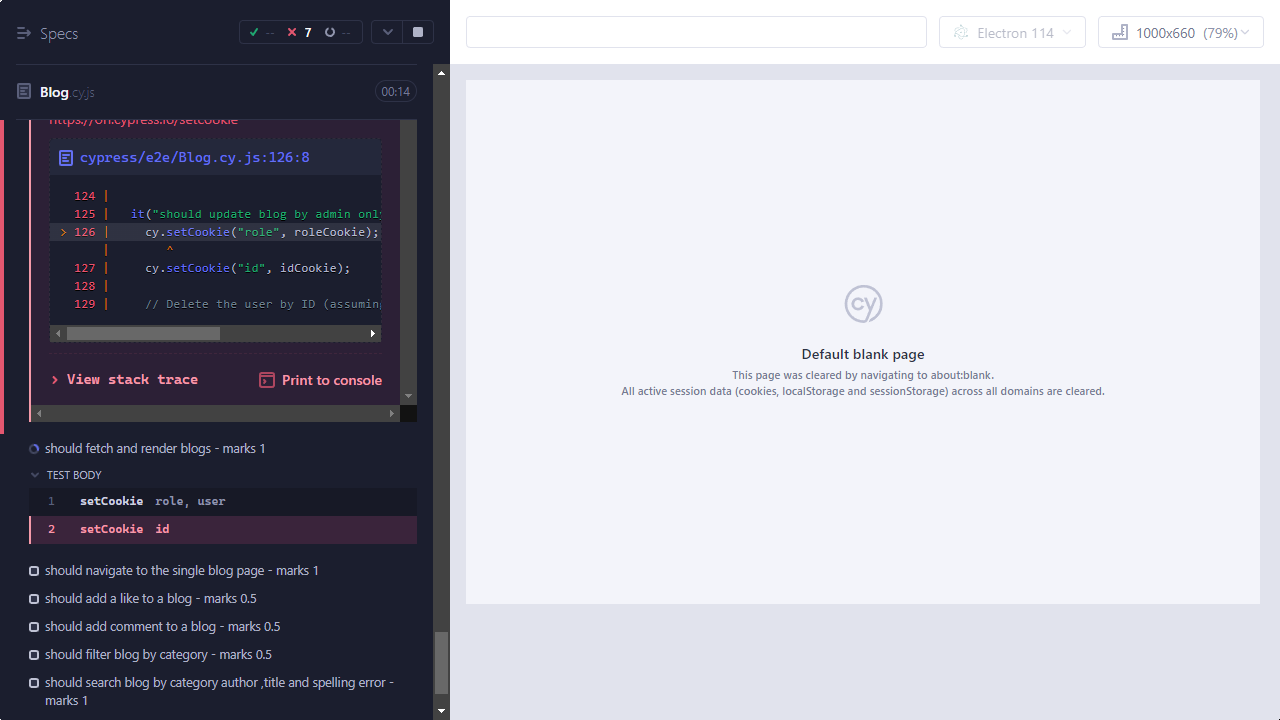 Specs
-- 7 --
Electron 114
1000x660 (79%)
Blog.cy.js
00:14
https://on.cypress.io/setcookie
cypress/e2e/Blog.cy.js:126:8
124 |
125 | it("should update blog by admin only
> 126 | cy.setCookie("role", roleCookie);
| ^
127 | cy.setCookie("id", idCookie);
128 |
129 | // Delete the user by ID (assuming
> View stack trace
Print to console
should fetch and render blogs - marks 1
TEST BODY
1 setCookie role, user
2 setCookie id
should navigate to the single blog page - marks 1
should add a like to a blog - marks 0.5
should add comment to a blog - marks 0.5
should filter blog by category - marks 0.5
should search blog by category author ,title and spelling error -
marks 1
cy
Default blank page
This page was cleared by navigating to about:blank.
All active session data (cookies, localStorage and sessionStorage) across all domains are cleared.